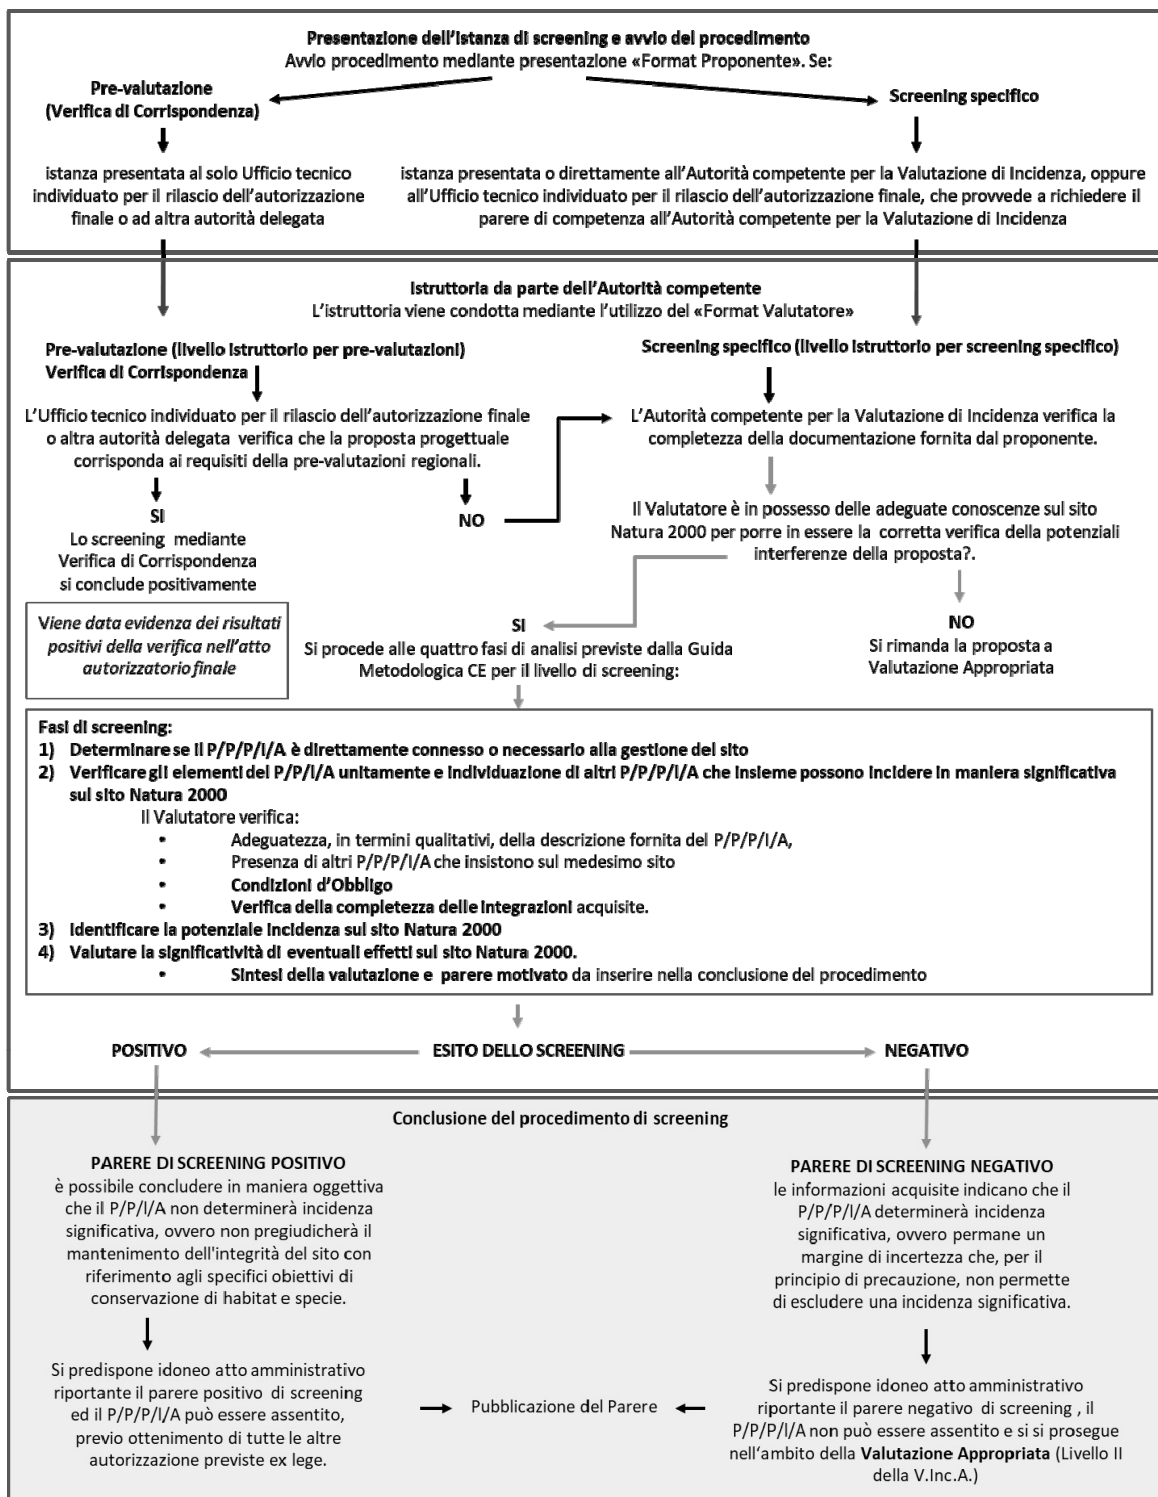 Presentazione dell'istanza di screening e avvio del procedimento
Avvio procedimento mediante presentazione «Format Proponente». Se:
Pre-valutazione
(Verifica di Corrispondenza)
Screening specifico
istanza presentata al solo Ufficio tecnico
individuato per il rilascio dell'autorizzazione
finale o ad altra autorità delegata
istanza presentata o direttamente all'Autorità competente per la Valutazione di Incidenza, oppure
all'Ufficio tecnico individuato per il rilascio dell'autorizzazione finale, che provvede a richiedere il
parere di competenza all'Autorità competente per la Valutazione di Incidenza
Istruttoria da parte dell'Autorità competente
L'istruttoria viene condotta mediante l'utilizzo del «Format Valutatore»
Pre-valutazione (livello istruttorio per pre-valutazioni)
Verifica di Corrispondenza
Screening specifico (livello istruttorio per screening specifico)
L'Ufficio tecnico individuato per il rilascio dell'autorizzazione finale
o altra autorità delegata verifica che la proposta progettuale
corrisponda ai requisiti della pre-valutazioni regionali.
L'Autorità competente per la Valutazione di Incidenza verifica la
completezza della documentazione fornita dal proponente.
SI
Lo screening mediante
Verifica di Corrispondenza
si conclude positivamente
NO
Il Valutatore è in possesso delle adeguate conoscenze sul sito
Natura 2000 per porre in essere la corretta verifica della potenziali
interferenze della proposta?.
Viene data evidenza dei risultati
positivi della verifica nell'atto
autorizzatorio finale
SI
Si procede alle quattro fasi di analisi previste dalla Guida
Metodologica CE per il livello di screening:
NO
Si rimanda la proposta a
Valutazione Appropriata
Fasi di screening:
1) Determinare se il P/P/P/I/A è direttamente connesso o necessario alla gestione del sito
2) Verificare gli elementi del P/P/I/A unitamente e individuazione di altri P/P/P/I/A che insieme possono incidere in maniera significativa
sul sito Natura 2000
Il Valutatore verifica:
• Adeguatezza, in termini qualitativi, della descrizione fornita del P/P/P/I/A,
• Presenza di altri P/P/P/I/A che insistono sul medesimo sito
• Condizioni d'Obbligo
• Verifica della completezza delle integrazioni acquisite.
3) Identificare la potenziale incidenza sul sito Natura 2000
4) Valutare la significatività di eventuali effetti sul sito Natura 2000.
• Sintesi della valutazione e parere motivato da inserire nella conclusione del procedimento
POSITIVO
ESITO DELLO SCREENING
NEGATIVO
Conclusione del procedimento di screening
PARERE DI SCREENING POSITIVO
è possibile concludere in maniera oggettiva
che il P/P/I/A non determinerà incidenza
significativa, ovvero non pregiudicherà il
mantenimento dell'integrità del sito con
riferimento agli specifici obiettivi di
conservazione di habitat e specie.
PARERE DI SCREENING NEGATIVO
le informazioni acquisite indicano che il
P/P/P/I/A determinerà incidenza
significativa, ovvero permane un
margine di incertezza che, per il
principio di precauzione, non permette
di escludere una incidenza significativa.
Si predispone idoneo atto amministrativo
riportante il parere positivo di screening
ed il P/P/P/I/A può essere assentito,
previo ottenimento di tutte le altre
autorizzazione previste ex lege.
Pubblicazione del Parere
Si predispone idoneo atto amministrativo
riportante il parere negativo di screening , il
P/P/P/I/A non può essere assentito e si si prosegue
nell'ambito della Valutazione Appropriata (Livello II
della V.Inc.A.)